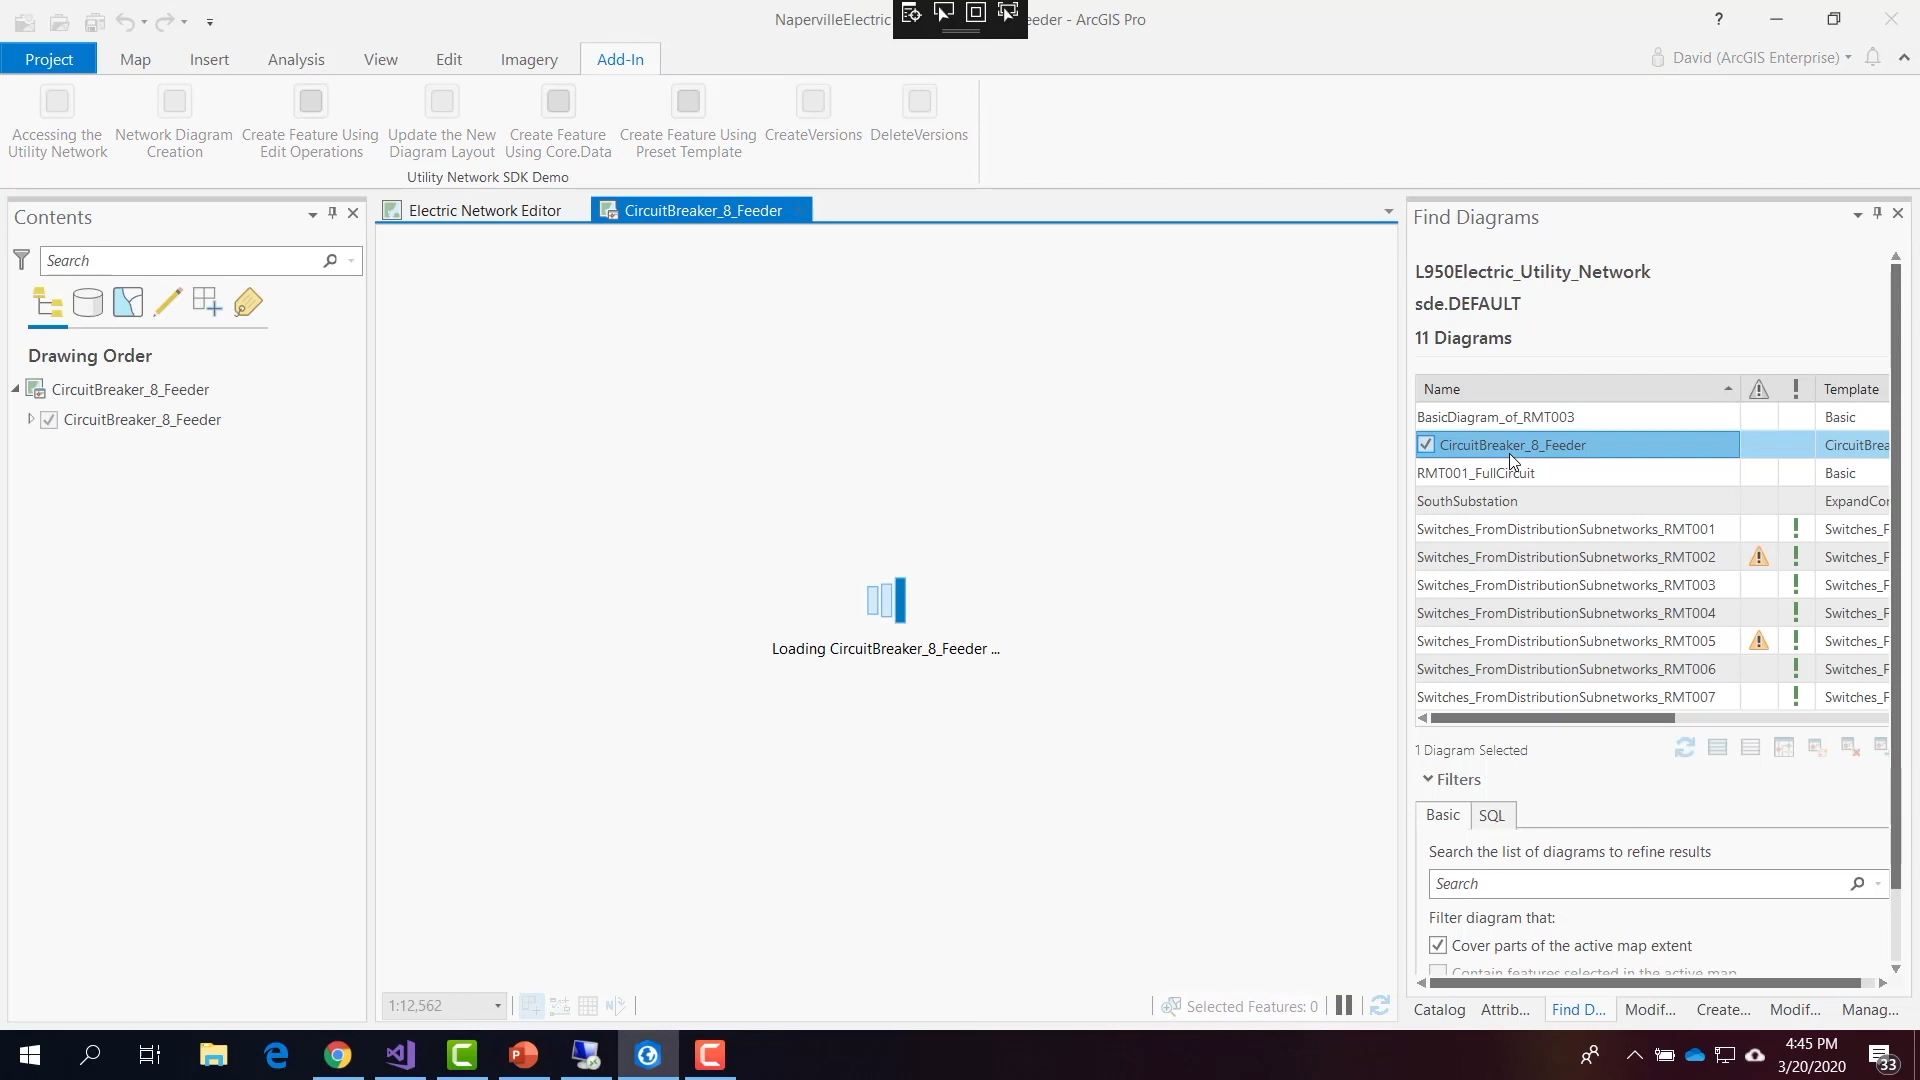 NapervilleElectric
eeder - ArcGIS Pro
?
Project
Map
Insert
Analysis
View
Edit
Imagery
Add-In
David (ArcGIS Enterprise)
Accessing the
Utility Network
Network Diagram
Creation
Create Feature Using
Edit Operations
Update the New
Diagram Layout
Create Feature
Using Core.Data
Create Feature Using
Preset Template
CreateVersions
DeleteVersions
Utility Network SDK Demo
Contents
Search
Drawing Order
CircuitBreaker_8_Feeder
CircuitBreaker_8_Feeder
Electric Network Editor
CircuitBreaker_8_Feeder
Loading CircuitBreaker_8_Feeder ...
1:12,562
Selected Features: 0
Find Diagrams
L950Electric_Utility_Network
sde.DEFAULT
11 Diagrams
Name Template
BasicDiagram_of_RMT003 Basic
CircuitBreaker_8_Feeder CircuitBrea
RMT001_FullCircuit Basic
SouthSubstation ExpandCor
Switches_FromDistributionSubnetworks_RMT001 Switches_F
Switches_FromDistributionSubnetworks_RMT002 Switches_F
Switches_FromDistributionSubnetworks_RMT003 Switches_F
Switches_FromDistributionSubnetworks_RMT004 Switches_F
Switches_FromDistributionSubnetworks_RMT005 Switches_F
Switches_FromDistributionSubnetworks_RMT006 Switches_F
Switches_FromDistributionSubnetworks_RMT007 Switches_F
1 Diagram Selected
Filters
Basic
SQL
Search the list of diagrams to refine results
Search
Filter diagram that:
Cover parts of the active map extent
Contain features selected in the active map
Catalog
Attrib...
Find D...
Modif...
Create...
Modif...
Manag...
4:45 PM
3/20/2020
33